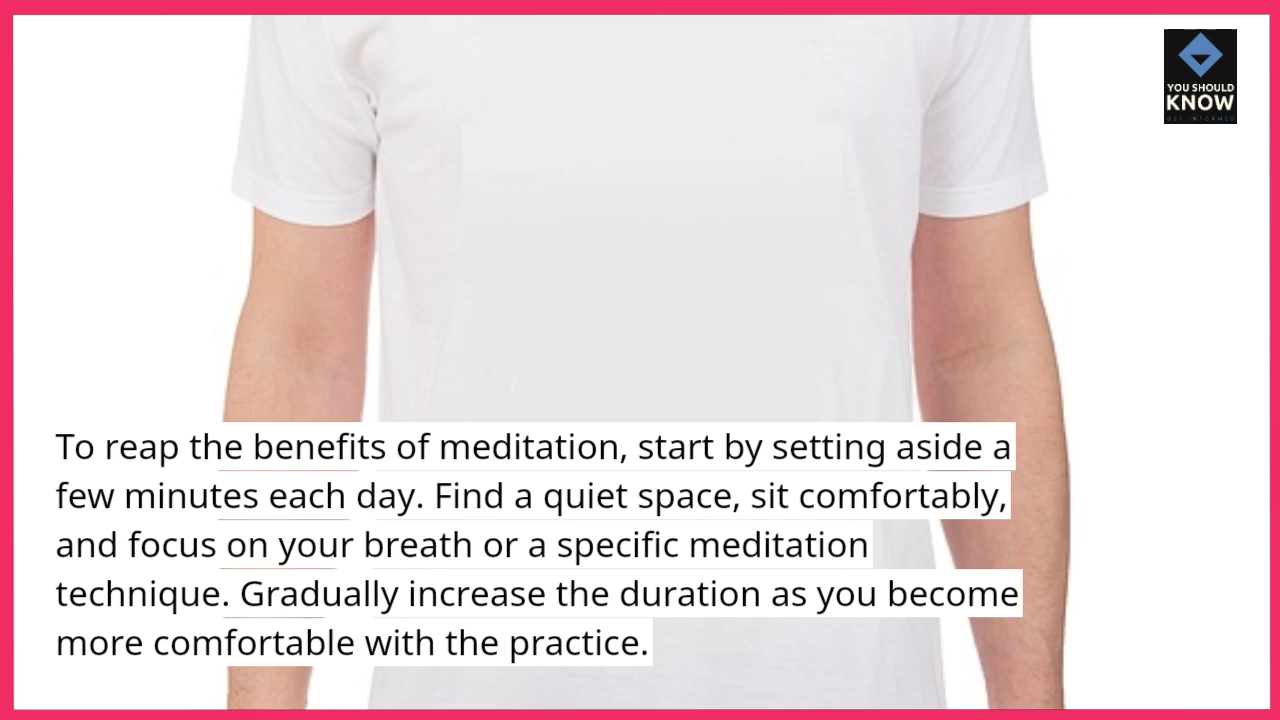 YOU SHOULD
KNOW
GET INFORMED
To reap the benefits of meditation, start by setting aside a
few minutes each day. Find a quiet space, sit comfortably,
and focus on your breath or a specific meditation
technique. Gradually increase the duration as you become
more comfortable with the practice.